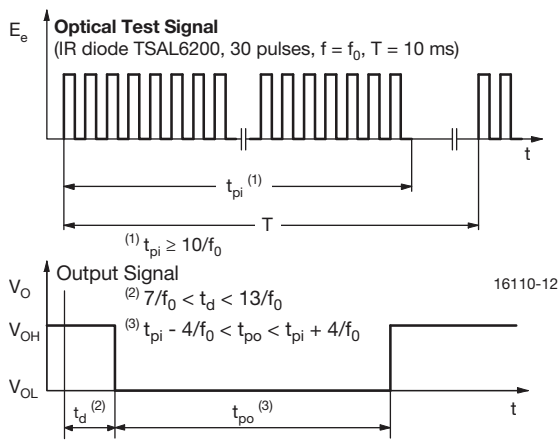 E_e
Optical Test Signal
(IR diode TSAL6200, 30 pulses, f = f_0, T = 10 ms)
t
t_pi (1)
T
(1) t_pi ≥ 10/f_0
V_O
Output Signal
16110-12
(2) 7/f_0 < t_d < 13/f_0
V_OH
(3) t_pi - 4/f_0 < t_po < t_pi + 4/f_0
V_OL
t
t_d (2)
t_po (3)